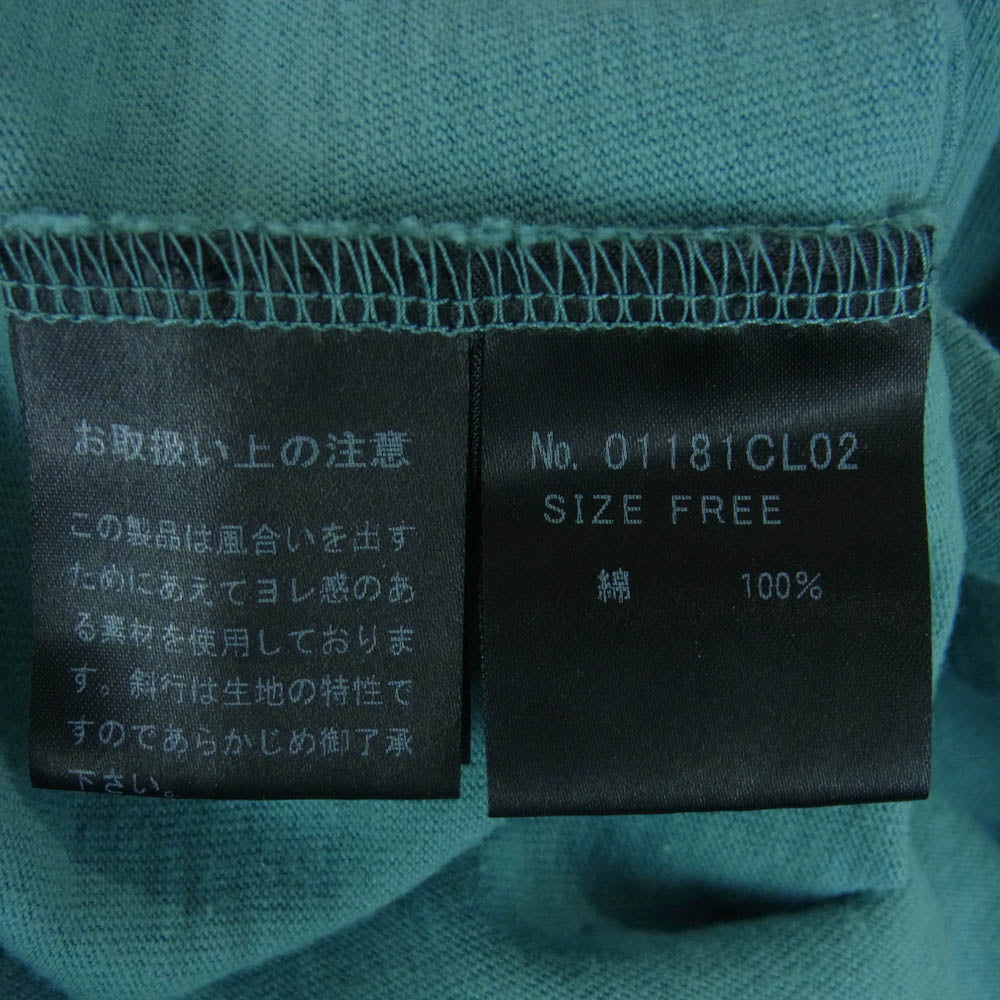 お取扱い上の注意
この製品は風合いを出す
ためにあえてヨレ感のあ
る素材を使用しておりま
す。斜行は生地の特性で
すのであらかじめ御了承
下さい。
No. 01181CL02
SIZE FREE
綿 100%